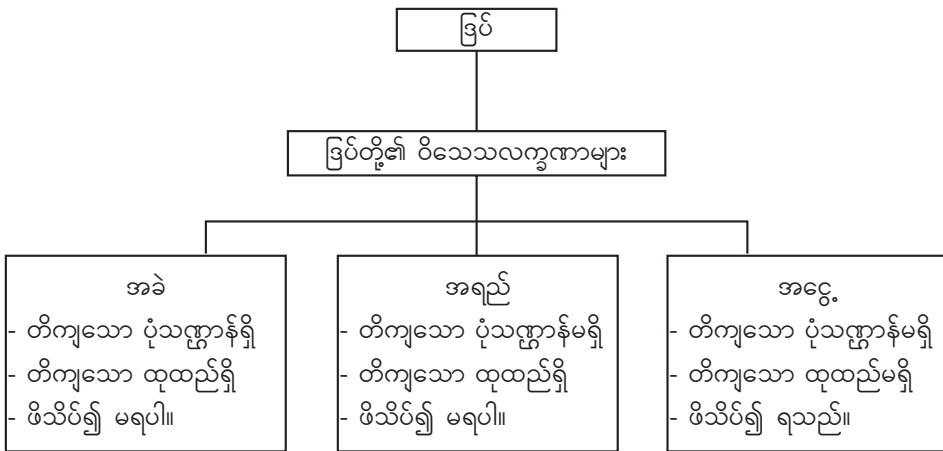 ဒြပ်
ဒြပ်တို့၏ ဝိသေသလက္ခဏာများ
အခဲ
- တိကျသော ပုံသဏ္ဌာန်ရှိ
- တိကျသော ထုထည်ရှိ
- ဖိသိပ်၍ မရပါ။
အရည်
- တိကျသော ပုံသဏ္ဌာန်မရှိ
- တိကျသော ထုထည်ရှိ
- ဖိသိပ်၍ မရပါ။
အငွေ့
- တိကျသော ပုံသဏ္ဌာန်မရှိ
- တိကျသော ထုထည်မရှိ
- ဖိသိပ်၍ ရသည်။